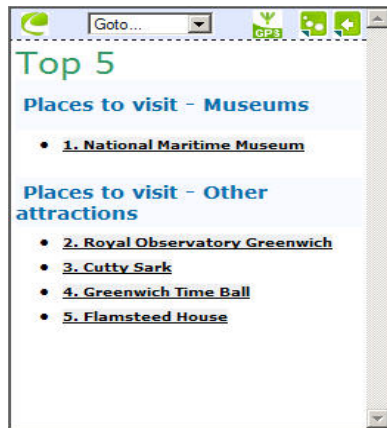 Goto...
GPS
Top 5
Places to visit - Museums
1. National Maritime Museum
Places to visit - Other
attractions
2. Royal Observatory Greenwich
3. Cutty Sark
4. Greenwich Time Ball
5. Flamsteed House